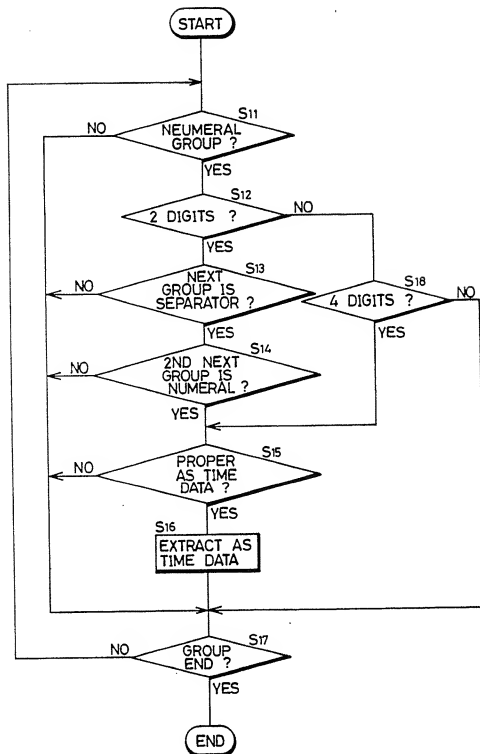 START
S11
NO
NEUMERAL
GROUP ?
YES
S12
2 DIGITS ?
NO
YES
S13
S18
NO
NEXT
GROUP IS
SEPARATOR ?
4 DIGITS ?
NO
YES
YES
S14
NO
2ND NEXT
GROUP IS
NUMERAL ?
YES
S15
NO
PROPER
AS TIME
DATA ?
YES
S16
EXTRACT AS
TIME DATA
S17
NO
GROUP
END ?
YES
END